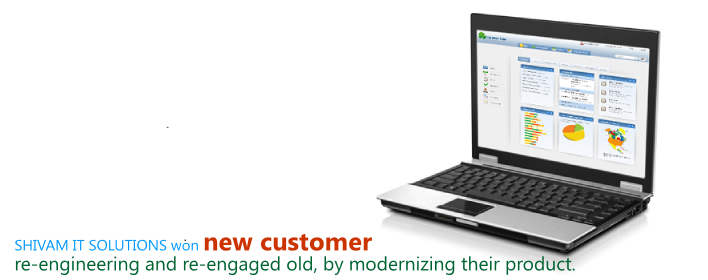 SHIVAM IT SOLUTIONS wòn new customer
re-engineering and re-engaged old, by modernizing their product.